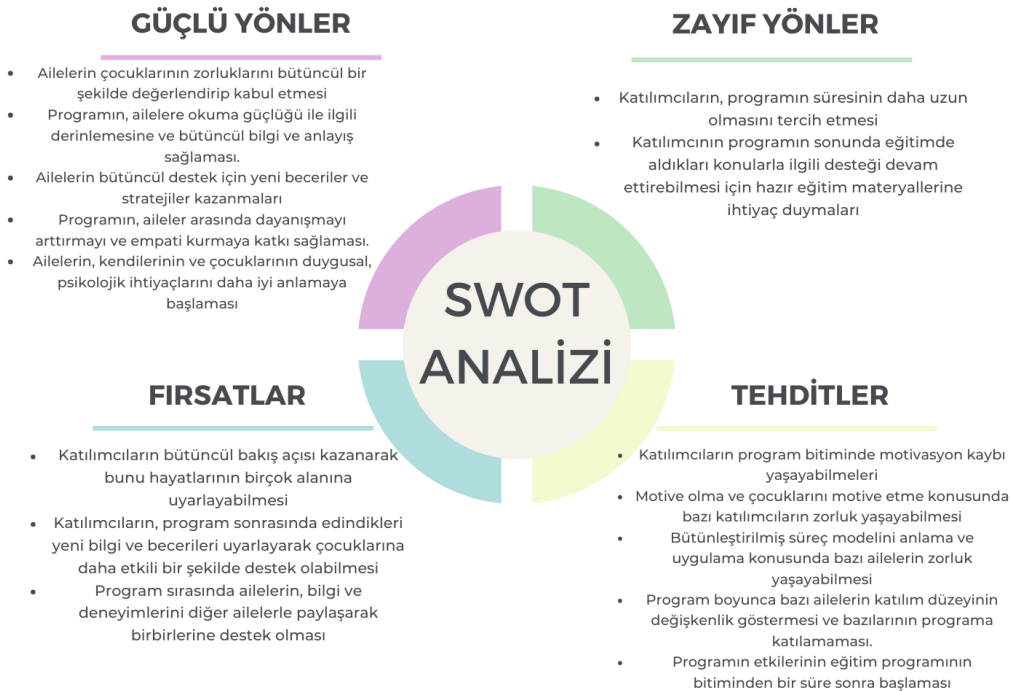 GÜÇLÜ YÖNLER
Ailelerin çocuklarının zorluklarını bütüncül bir
şekilde değerlendirip kabul etmesi
Programın, ailelere okuma güçlüğü ile ilgili
derinlemesine ve bütüncül bilgi ve anlayış
sağlaması.
Ailelerin bütüncül destek için yeni beceriler ve
stratejiler kazanmaları
Programın, aileler arasında dayanışmayı
arttırmayı ve empati kurmaya katkı sağlaması.
Ailelerin, kendilerinin ve çocuklarının duygusal,
psikolojik ihtiyaçlarını daha iyi anlamaya
başlaması
ZAYIF YÖNLER
Katılımcıların, programın süresinin daha uzun
olmasını tercih etmesi
Katılımcının programın sonunda eğitimde
aldıkları konularla ilgili desteği devam
ettirebilmesi için hazır eğitim materyallerine
ihtiyaç duymaları
SWOT
ANALİZİ
FIRSATLAR
Katılımcıların bütüncül bakış açısı kazanarak
bunu hayatlarının birçok alanına
uyarlayabilmesi
Katılımcıların, program sonrasında edindikleri
yeni bilgi ve becerileri uyarlayarak çocuklarına
daha etkili bir şekilde destek olabilmesi
Program sırasında ailelerin, bilgi ve
deneyimlerini diğer ailelerle paylaşarak
birbirlerine destek olması
TEHDİTLER
Katılımcıların program bitiminde motivasyon kaybı
yaşayabilmeleri
Motive olma ve çocuklarını motive etme konusunda
bazı katılımcıların zorluk yaşayabilmesi
Bütünleştirilmiş süreç modelini anlama ve
uygulama konusunda bazı ailelerin zorluk
yaşayabilmesi
Program boyunca bazı ailelerin katılım düzeyinin
değişkenlik göstermesi ve bazılarının programa
katılamaması.
Programın etkilerinin eğitim programının
bitiminden bir süre sonra başlaması